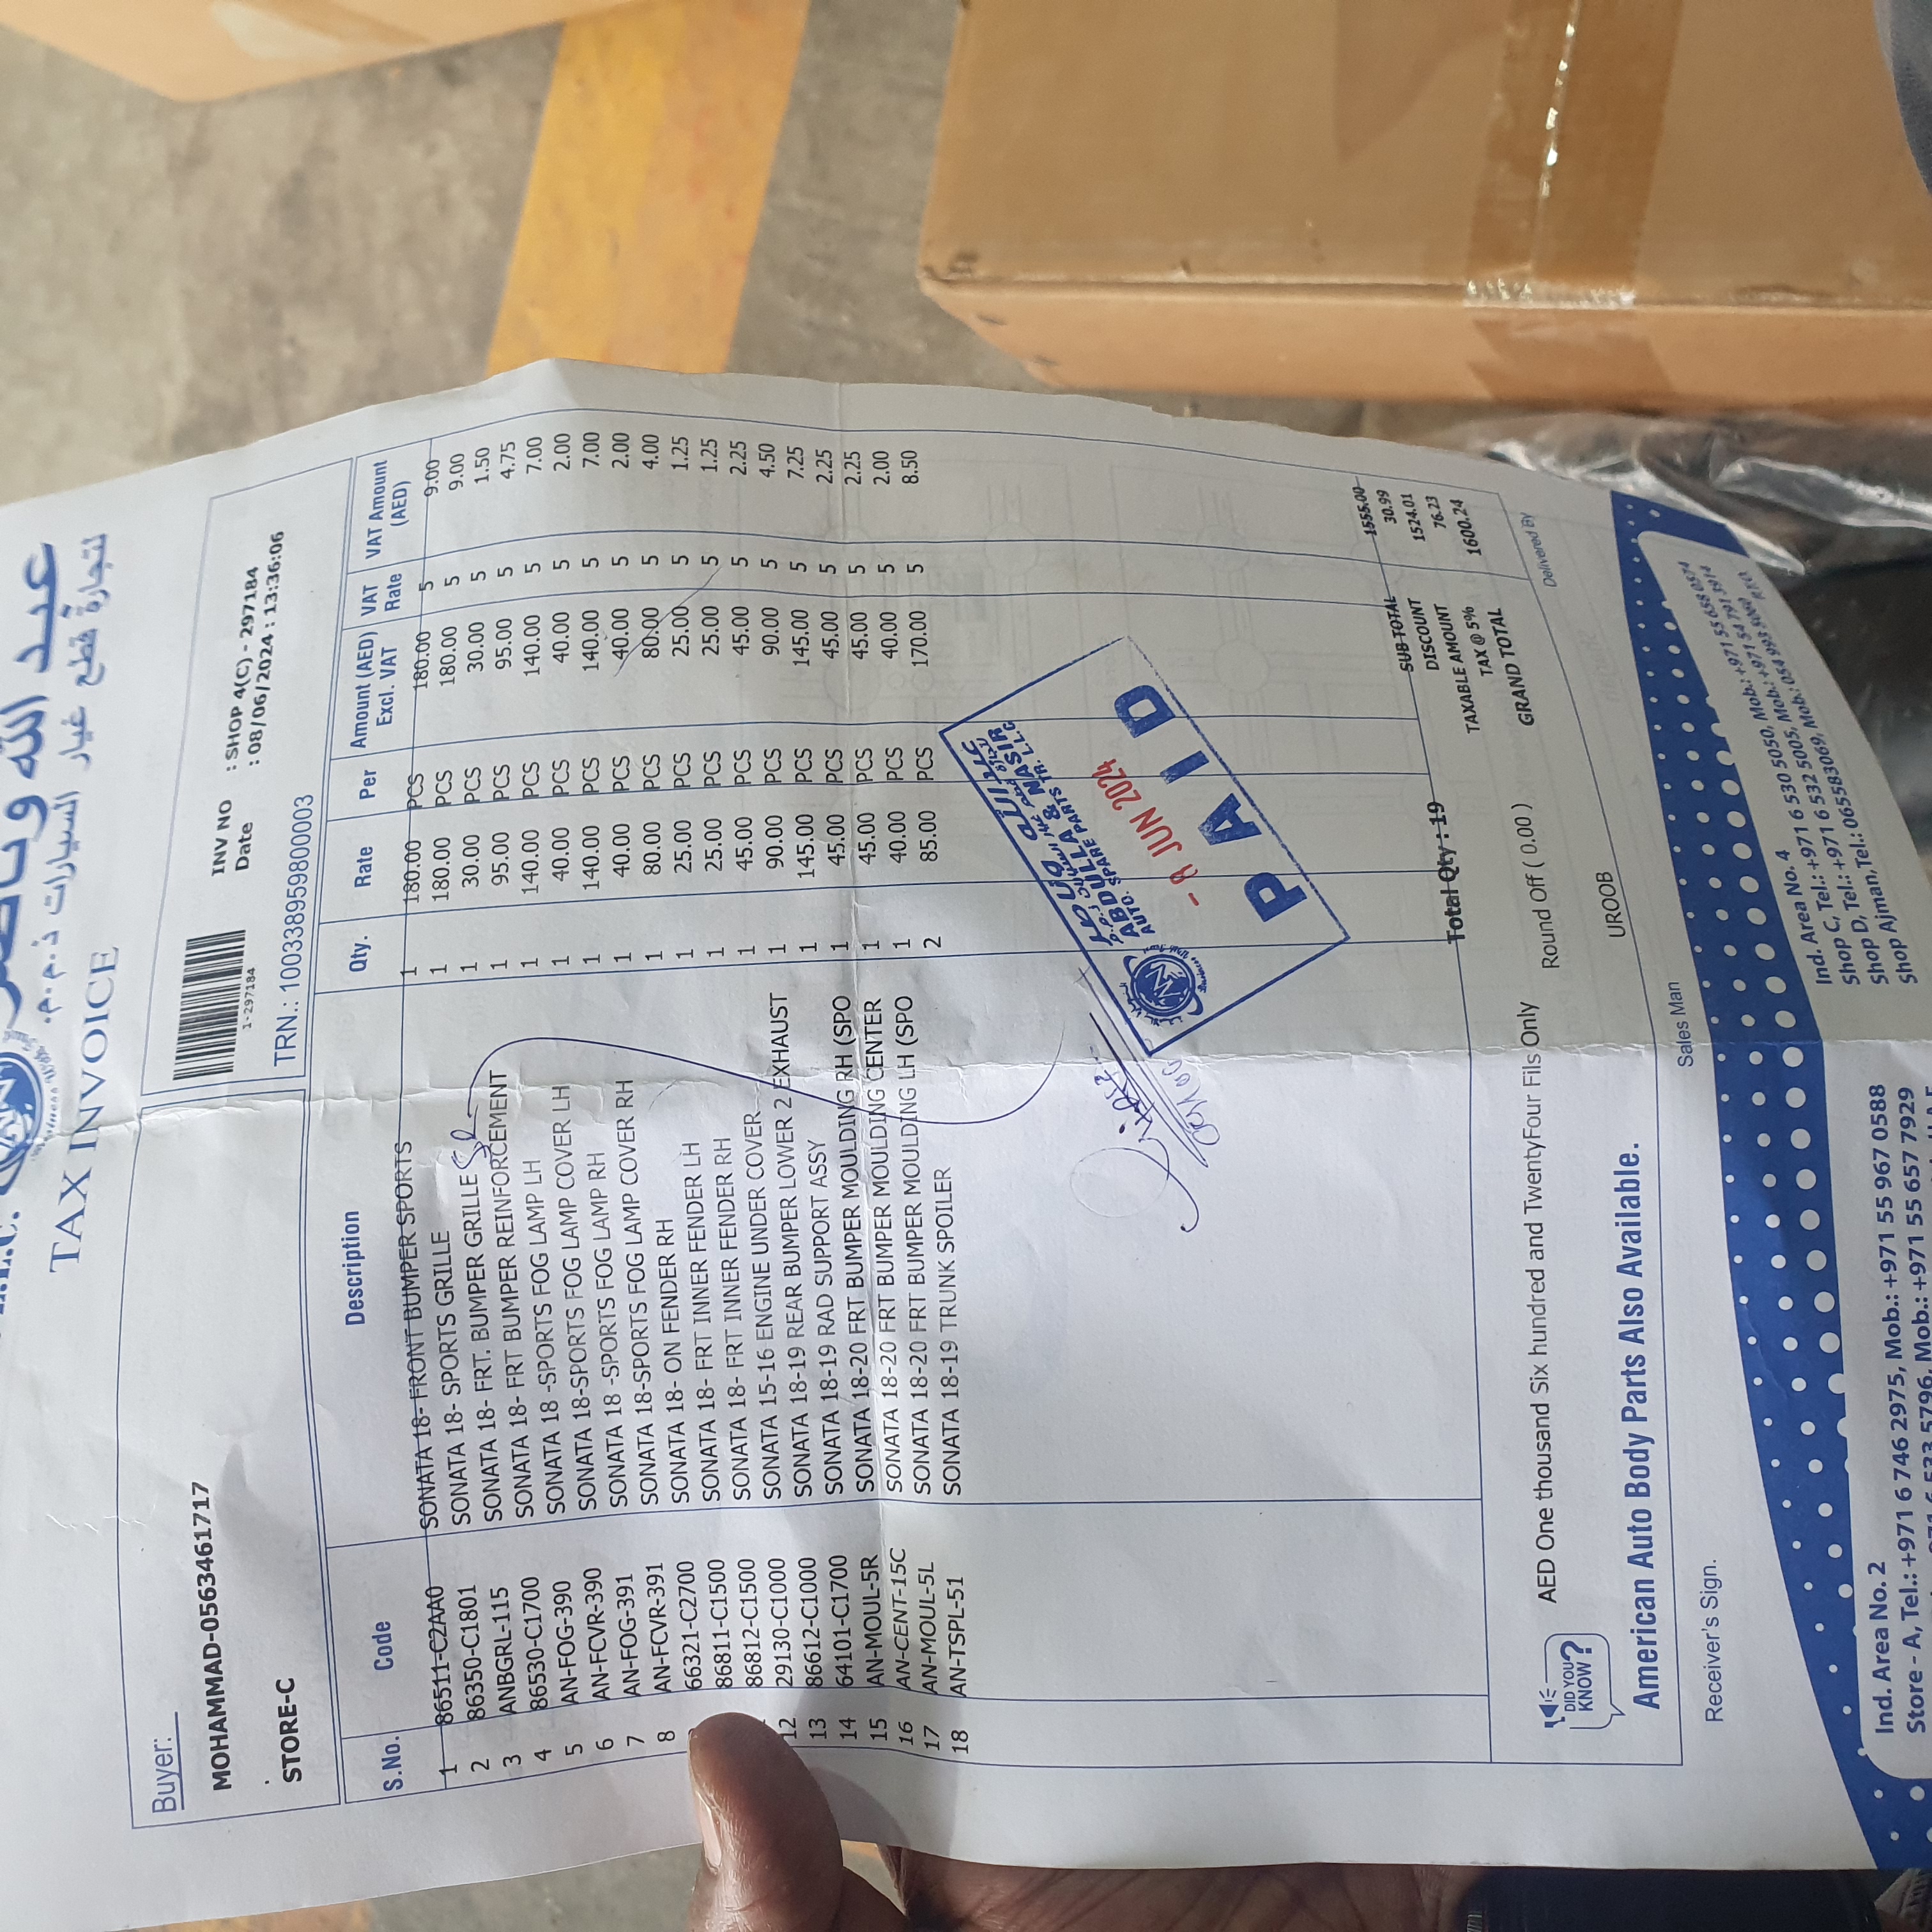 عبد الله وناصر
لتجارة قطع غيار السيارات ذ.م.م.
TAX INVOICE
Buyer:
MOHAMMAD-0563461717
STORE-C
1-297184
INV NO : SHOP 4(C) - 297184
Date : 08/06/2024 : 13:36:06
TRN.: 100338959800003
S.No. Code Description Qty. Rate Per Amount (AED) Excl. VAT VAT Rate VAT Amount (AED)
1 86511-C2AA0 SONATA 18- FRONT BUMPER SPORTS 1 180.00 PCS 180.00 5 9.00
2 86350-C1801 SONATA 18- SPORTS GRILLE 1 180.00 PCS 180.00 5 9.00
3 ANBGRL-115 SONATA 18- FRT. BUMPER GRILLE 1 30.00 PCS 30.00 5 1.50
4 86530-C1700 SONATA 18- FRT BUMPER REINFORCEMENT 1 95.00 PCS 95.00 5 4.75
5 AN-FOG-390 SONATA 18 -SPORTS FOG LAMP LH 1 140.00 PCS 140.00 5 7.00
6 AN-FCVR-390 SONATA 18-SPORTS FOG LAMP COVER LH 1 40.00 PCS 40.00 5 2.00
7 AN-FOG-391 SONATA 18 -SPORTS FOG LAMP RH 1 140.00 PCS 140.00 5 7.00
8 AN-FCVR-391 SONATA 18-SPORTS FOG LAMP COVER RH 1 40.00 PCS 40.00 5 2.00
66321-C2700 SONATA 18- ON FENDER RH 1 80.00 PCS 80.00 5 4.00
86811-C1500 SONATA 18- FRT INNER FENDER LH 1 25.00 PCS 25.00 5 1.25
86812-C1500 SONATA 18- FRT INNER FENDER RH 1 25.00 PCS 25.00 5 1.25
12 29130-C1000 SONATA 15-16 ENGINE UNDER COVER 1 45.00 PCS 45.00 5 2.25
13 86612-C1000 SONATA 18-19 REAR BUMPER LOWER 2 EXHAUST 1 90.00 PCS 90.00 5 4.50
14 64101-C1700 SONATA 18-19 RAD SUPPORT ASSY 1 145.00 PCS 145.00 5 7.25
15 AN-MOUL-5R SONATA 18-20 FRT BUMPER MOULDING RH (SPO 1 45.00 PCS 45.00 5 2.25
16 AN-CENT-15C SONATA 18-20 FRT BUMPER MOULDING CENTER 1 45.00 PCS 45.00 5 2.25
17 AN-MOUL-5L SONATA 18-20 FRT BUMPER MOULDING LH (SPO 1 40.00 PCS 40.00 5 2.00
18 AN-TSPL-51 SONATA 18-19 TRUNK SPOILER 2 85.00 PCS 170.00 5 8.50
ABDULLA & NASIR
AUTO. SPARE PARTS TR. L.L.C
JUN 2024
PAID
Total Qty : 19
SUB TOTAL 1555.00
DISCOUNT 30.99
TAXABLE AMOUNT 1524.01
TAX @ 5% 76.23
GRAND TOTAL 1600.24
DID YOU KNOW?
AED One thousand Six hundred and TwentyFour Fils Only
Round Off ( 0.00 )
American Auto Body Parts Also Available.
UROOB
Receiver's Sign.
Sales Man
Delivered By
Ind. Area No. 2
Store - A, Tel.: +971 6 746 2975, Mob.: +971 55 967 0588
Mob.: +971 55 657 7929
Ind. Area No. 4
Shop C, Tel.: +971 6 530 5050, Mob.: +971 55 658 0574
Shop D, Tel.: +971 6 532 5005, Mob.: +971 54 791 3914
Shop Ajman, Tel.: 065583069, Mob.: 054 9935060